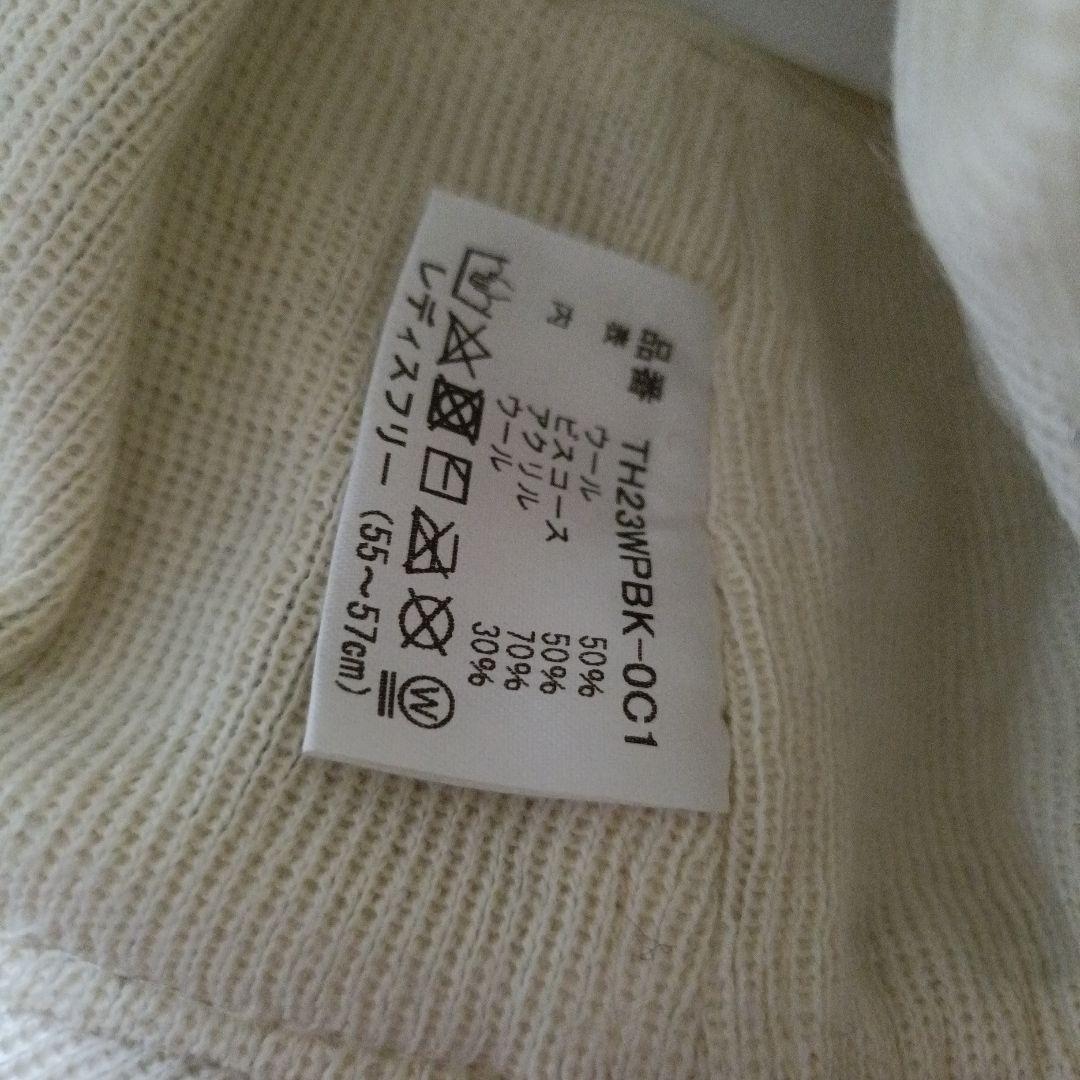 品番 TH23WPBK-0C1
表 ウール 50%
ビスコース 50%
内 アクリル 70%
ウール 30%
W
レディスフリー (55~57cm)